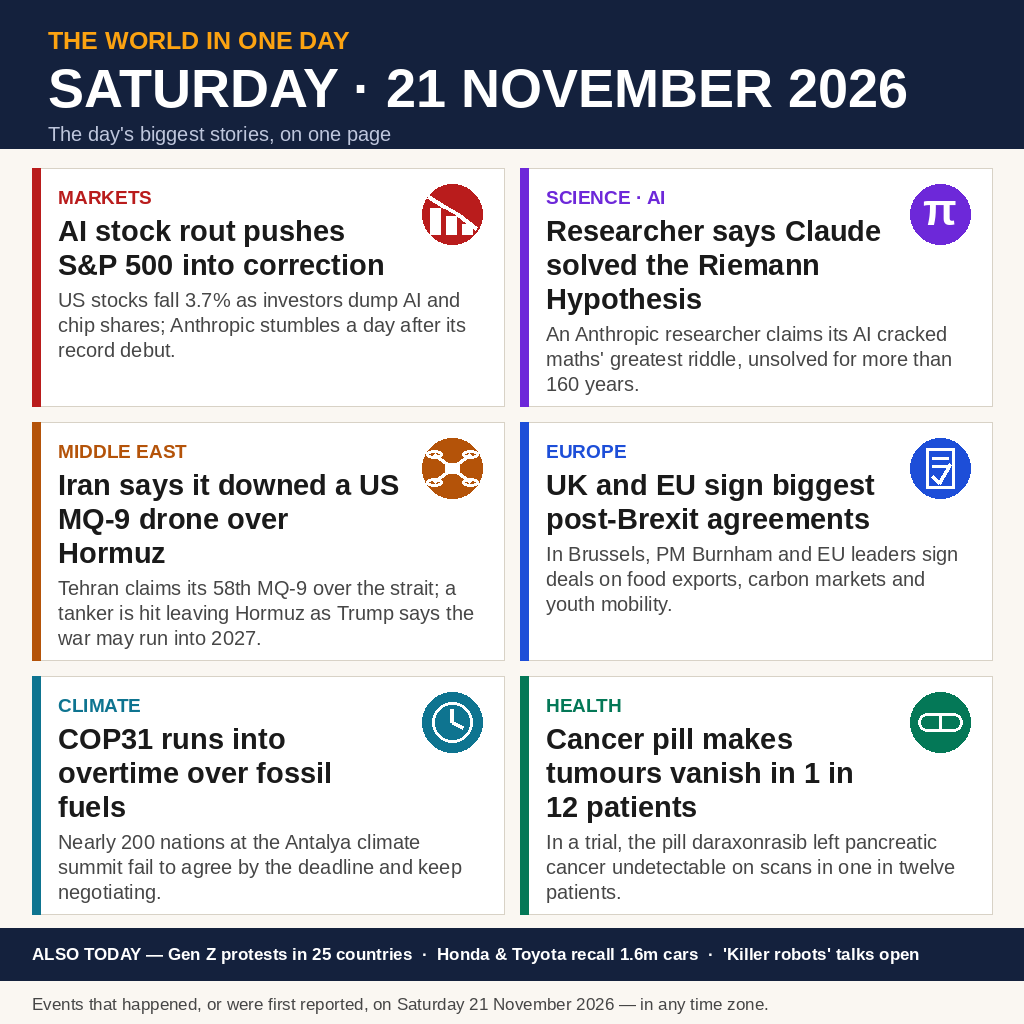 THE WORLD IN ONE DAY
SATURDAY · 21 NOVEMBER 2026
The day's biggest stories, on one page
MARKETS
AI stock rout pushes
S&P 500 into correction
US stocks fall 3.7% as investors dump AI and
chip shares; Anthropic stumbles a day after its
record debut.
SCIENCE · AI
π
Researcher says Claude
solved the Riemann
Hypothesis
An Anthropic researcher claims its AI cracked
maths' greatest riddle, unsolved for more than
160 years.
MIDDLE EAST
Iran says it downed a US
MQ-9 drone over
Hormuz
Tehran claims its 58th MQ-9 over the strait; a
tanker is hit leaving Hormuz as Trump says the
war may run into 2027.
EUROPE
UK and EU sign biggest
post-Brexit agreements
In Brussels, PM Burnham and EU leaders sign
deals on food exports, carbon markets and
youth mobility.
CLIMATE
COP31 runs into
overtime over fossil
fuels
Nearly 200 nations at the Antalya climate
summit fail to agree by the deadline and keep
negotiating.
HEALTH
Cancer pill makes
tumours vanish in 1 in
12 patients
In a trial, the pill daraxonrasib left pancreatic
cancer undetectable on scans in one in twelve
patients.
ALSO TODAY — Gen Z protests in 25 countries · Honda & Toyota recall 1.6m cars · 'Killer robots' talks open
Events that happened, or were first reported, on Saturday 21 November 2026 — in any time zone.